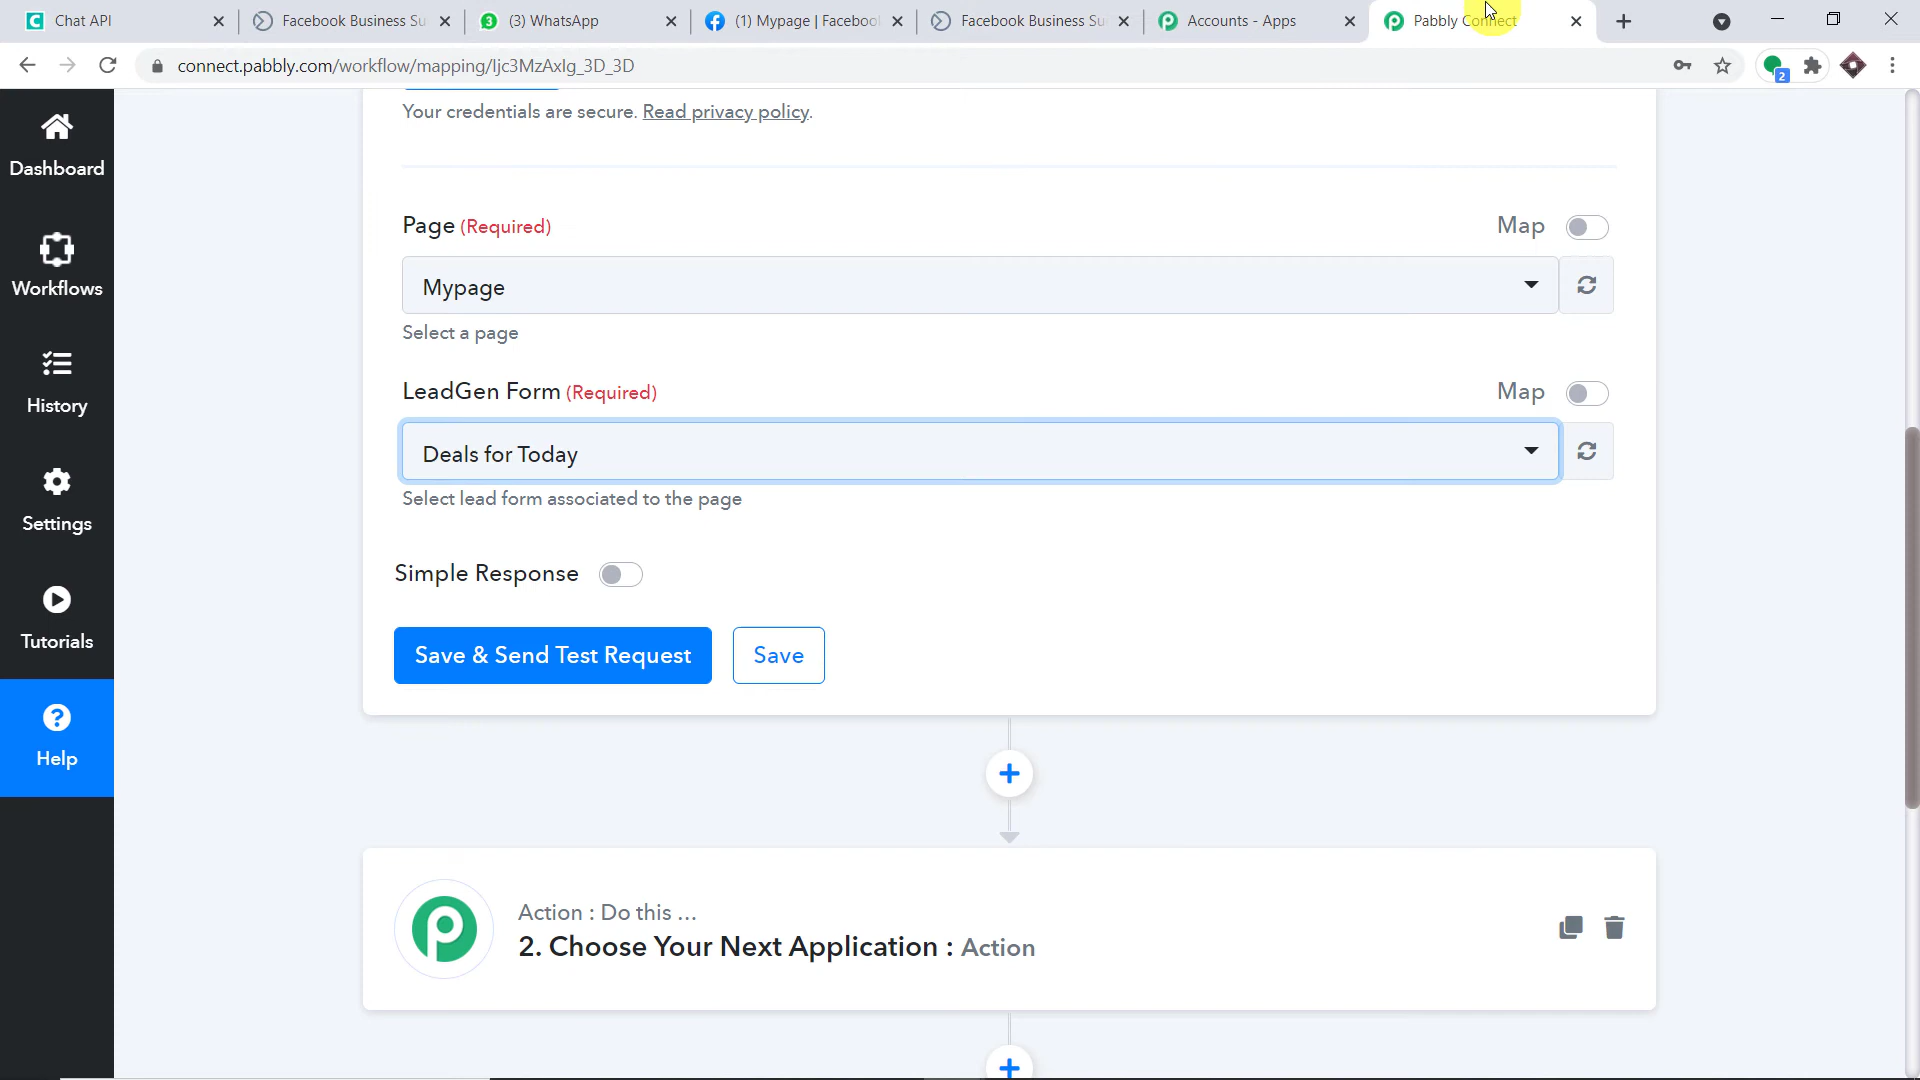 Chat API
Facebook Business Su
(3) WhatsApp
(1) Mypage | Facebook
Facebook Business Su
Accounts - Apps
Pabbly Connect
connect.pabbly.com/workflow/mapping/Ijc3MzAxIg_3D_3D
2
Dashboard
Workflows
History
Settings
Tutorials
Help
Your credentials are secure. Read privacy policy.
Page (Required)
Map
Mypage
Select a page
LeadGen Form (Required)
Map
Deals for Today
Select lead form associated to the page
Simple Response
Save & Send Test Request
Save
Action : Do this ...
2. Choose Your Next Application : Action